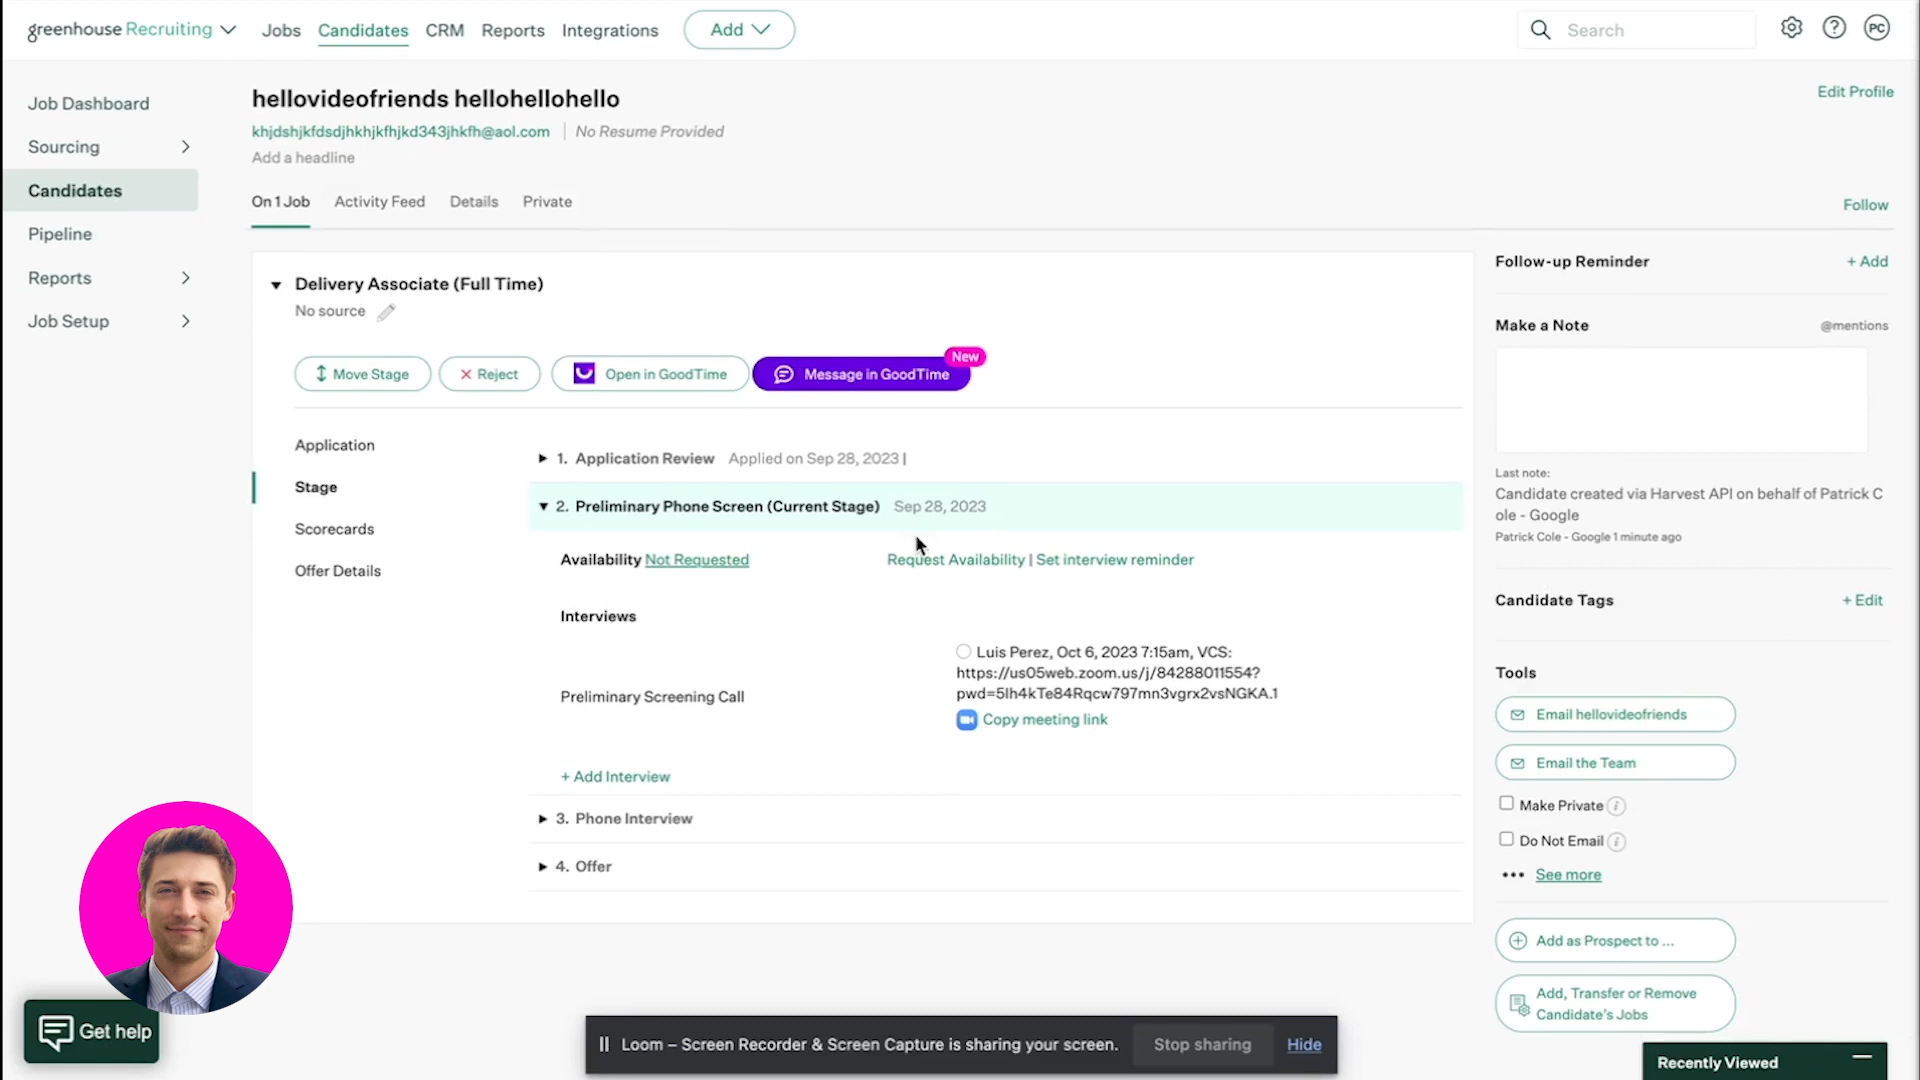 greenhouse Recruiting
Jobs
Candidates
CRM
Reports
Integrations
Add
Search
PC
Job Dashboard
Sourcing
Candidates
Pipeline
Reports
Job Setup
hellovideofriends hellohellohello
khjdshjkfdsdjhkhjkfhjkd343jhkfh@aol.com
No Resume Provided
Add a headline
Edit Profile
On 1 Job
Activity Feed
Details
Private
Follow
Delivery Associate (Full Time)
No source
Move Stage
Reject
Open in GoodTime
Message in GoodTime
New
Application
Stage
Scorecards
Offer Details
1. Application Review Applied on Sep 28, 2023 |
2. Preliminary Phone Screen (Current Stage) Sep 28, 2023
Availability Not Requested
Request Availability | Set interview reminder
Interviews
Preliminary Screening Call
Luis Perez, Oct 6, 2023 7:15am, VCS:
https://us05web.zoom.us/j/84288011554?
pwd=5lh4kTe84Rqcw797mn3vgrx2vsNGKA.1
Copy meeting link
+ Add Interview
3. Phone Interview
4. Offer
Follow-up Reminder
+ Add
Make a Note
@mentions
Last note:
Candidate created via Harvest API on behalf of Patrick C
ole - Google
Patrick Cole - Google 1 minute ago
Candidate Tags
+ Edit
Tools
Email hellovideofriends
Email the Team
Make Private
Do Not Email
See more
Add as Prospect to ...
Add, Transfer or Remove
Candidate's Jobs
Get help
Loom – Screen Recorder & Screen Capture is sharing your screen.
Stop sharing
Hide
Recently Viewed